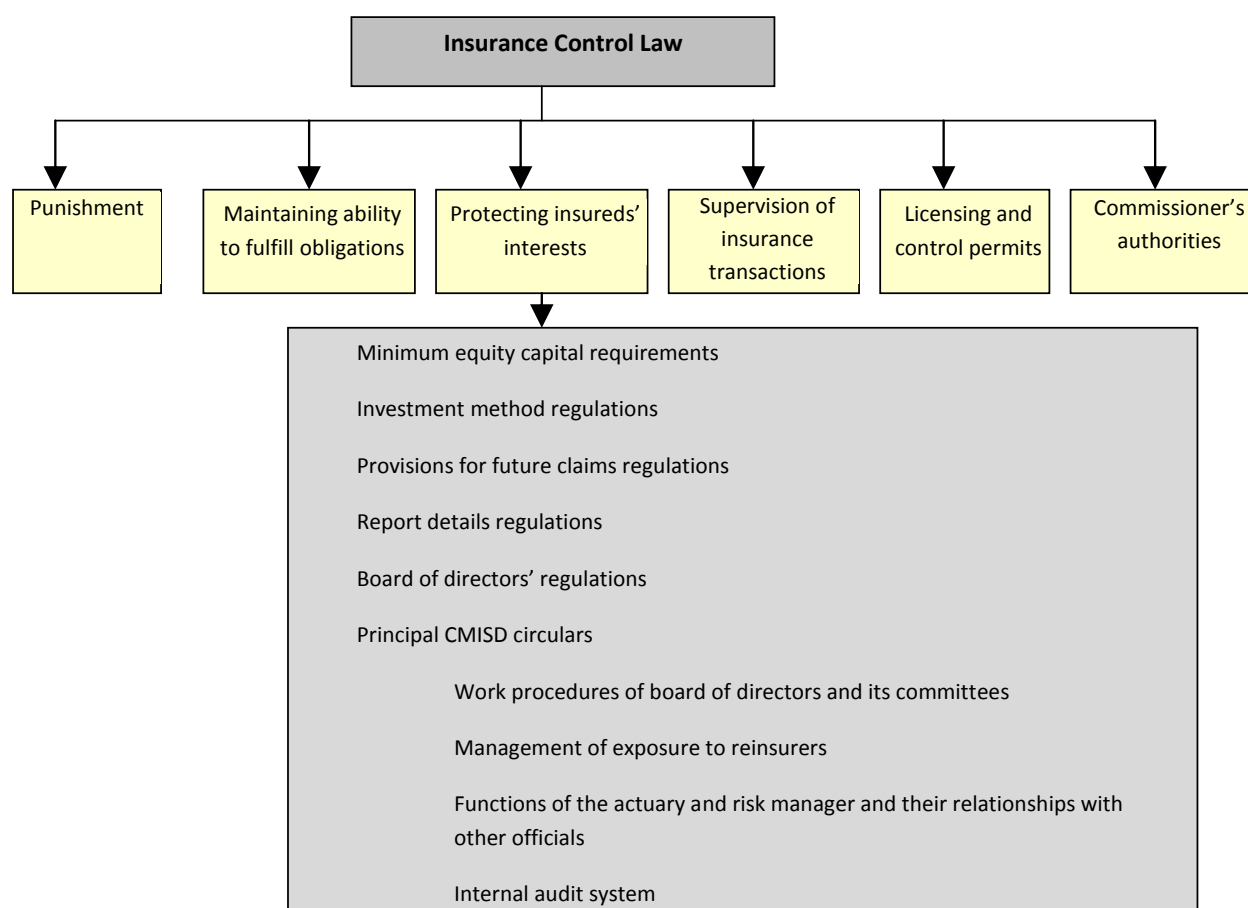 Insurance Control Law
Punishment
Maintaining ability
to fulfill obligations
Protecting insureds’
interests
Supervision of
insurance
transactions
Licensing and
control permits
Commissioner’s
authorities
Minimum equity capital requirements
Investment method regulations
Provisions for future claims regulations
Report details regulations
Board of directors’ regulations
Principal CMISD circulars
Work procedures of board of directors and its committees
Management of exposure to reinsurers
Functions of the actuary and risk manager and their relationships with
other officials
Internal audit system